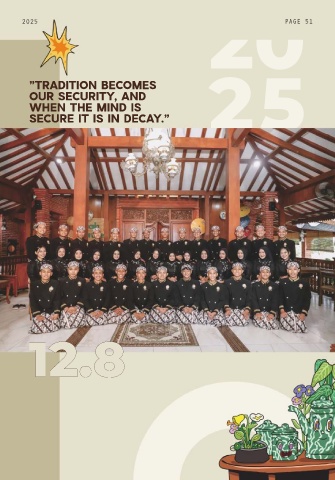 2025
PAGE 51
2025
"TRADITION BECOMES
OUR SECURITY, AND
WHEN THE MIND IS
SECURE IT IS IN DECAY."
12.8